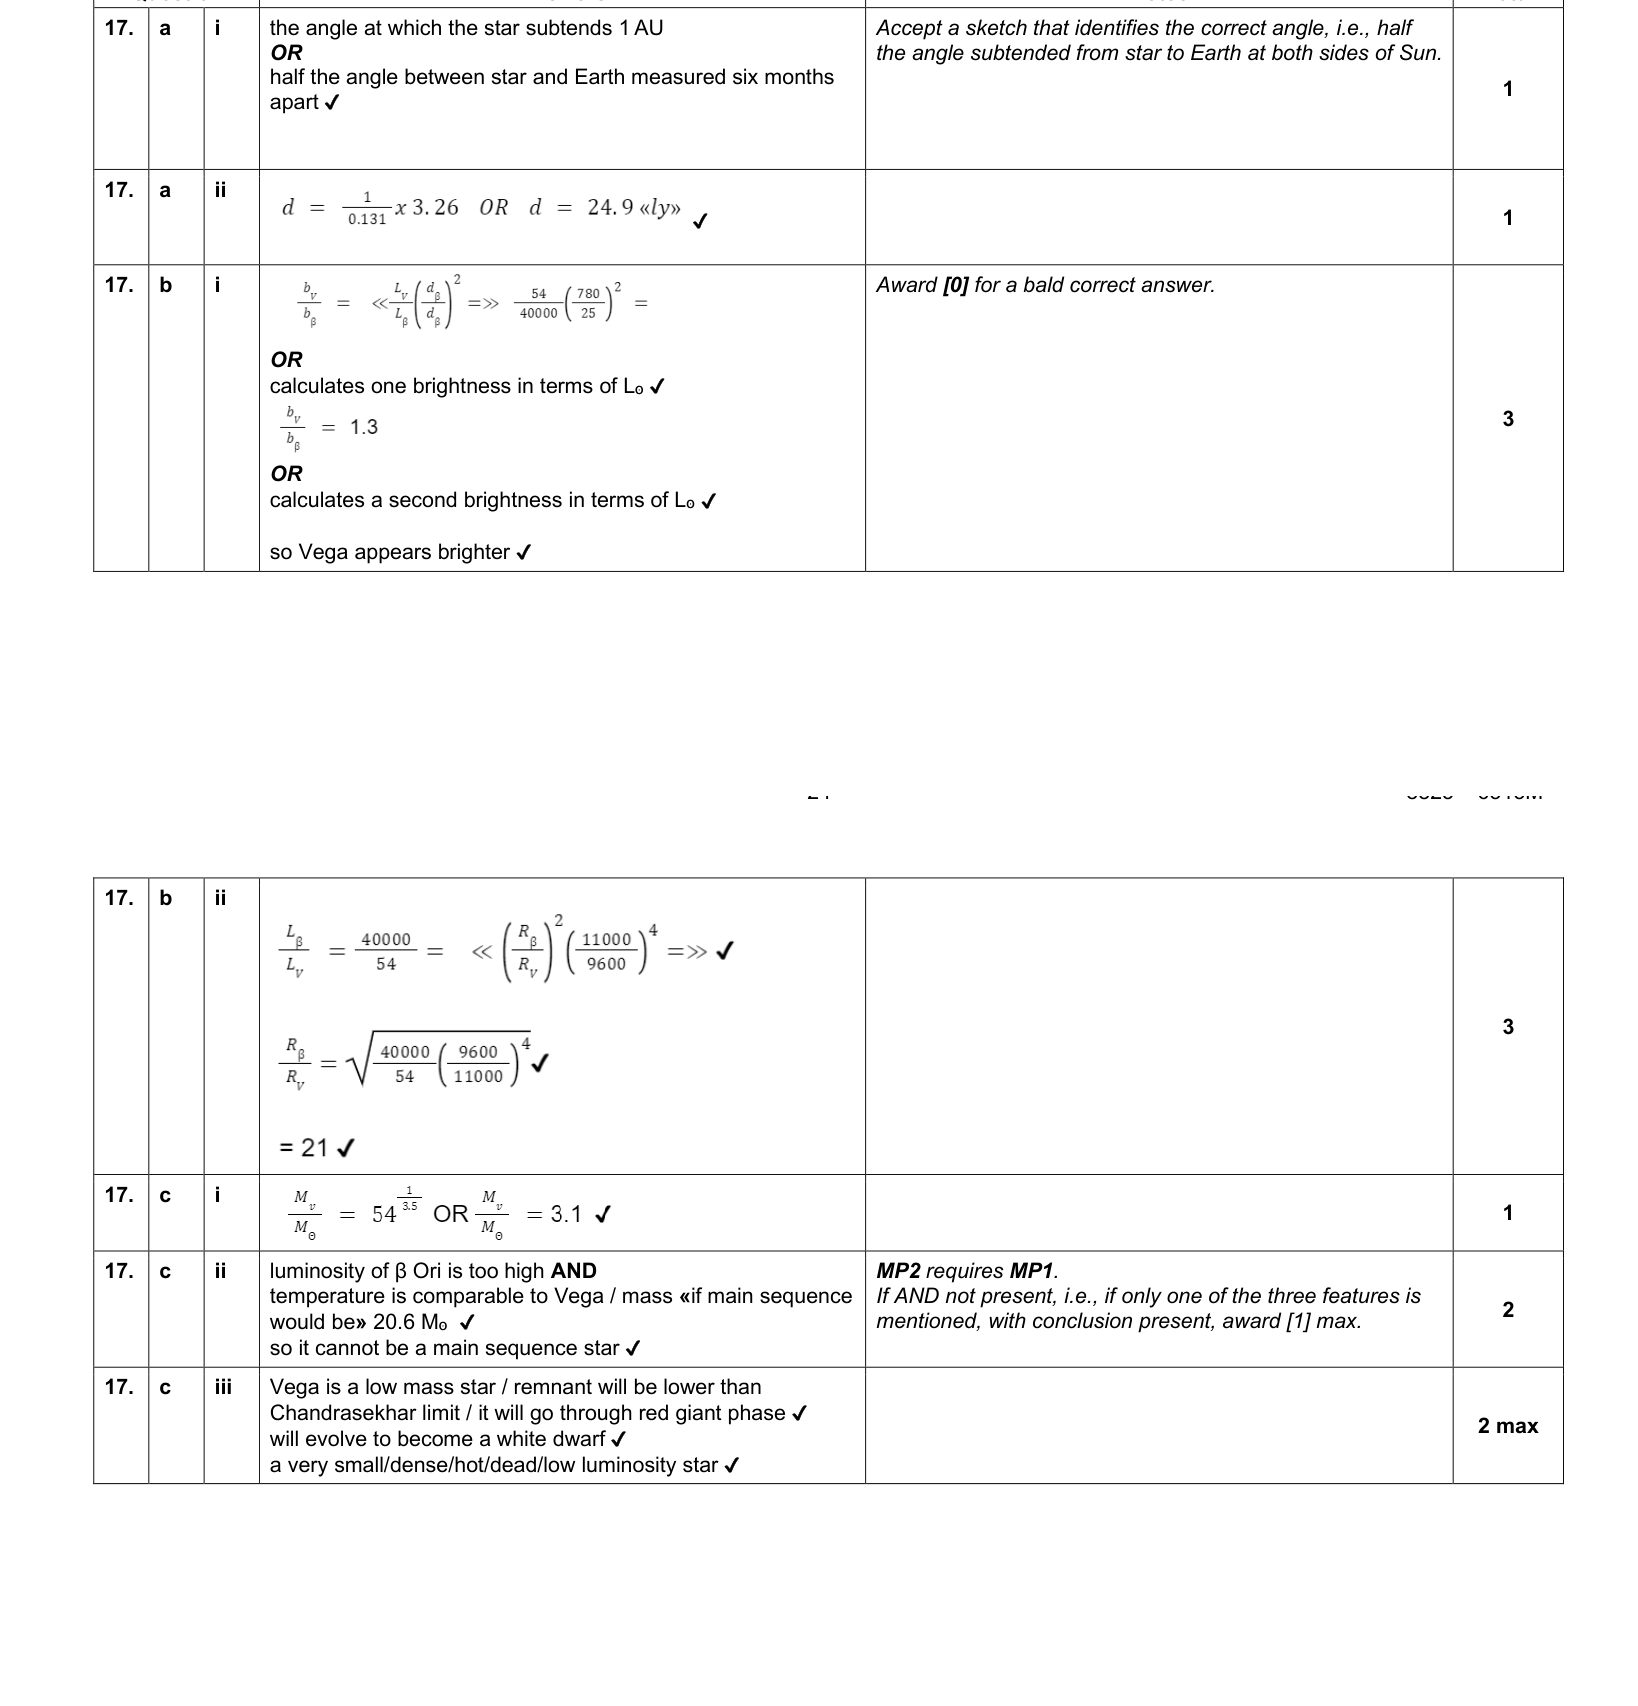 17. a i the angle at which the star subtends 1 AU Accept a sketch that identifies the correct angle, i.e., half
OR the angle subtended from star to Earth at both sides of Sun.
half the angle between star and Earth measured six months 1
apart ✓
17. a ii d = 1/0.131 x 3.26 OR d = 24.9 «ly» ✓ 1
17. b i b_v/b_β = ≪ L_v/L_β (d_β/d_β)^2 =≫ 54/40000 (780/25)^2 = Award [0] for a bald correct answer.
OR
calculates one brightness in terms of L⊙ ✓
b_v/b_β = 1.3 3
OR
calculates a second brightness in terms of L⊙ ✓
so Vega appears brighter ✓
17. b ii L_β/L_v = 40000/54 = ≪ (R_β/R_v)^2 (11000/9600)^4 =≫ ✓
3
R_β/R_v = √(40000/54 (9600/11000)^4) ✓
= 21 ✓
17. c i M_v/M_Θ = 54^(1/3.5) OR M_v/M_Θ = 3.1 ✓ 1
17. c ii luminosity of β Ori is too high AND MP2 requires MP1.
temperature is comparable to Vega / mass «if main sequence If AND not present, i.e., if only one of the three features is
would be» 20.6 M⊙ ✓ mentioned, with conclusion present, award [1] max. 2
so it cannot be a main sequence star ✓
17. c iii Vega is a low mass star / remnant will be lower than
Chandrasekhar limit / it will go through red giant phase ✓ 2 max
will evolve to become a white dwarf ✓
a very small/dense/hot/dead/low luminosity star ✓